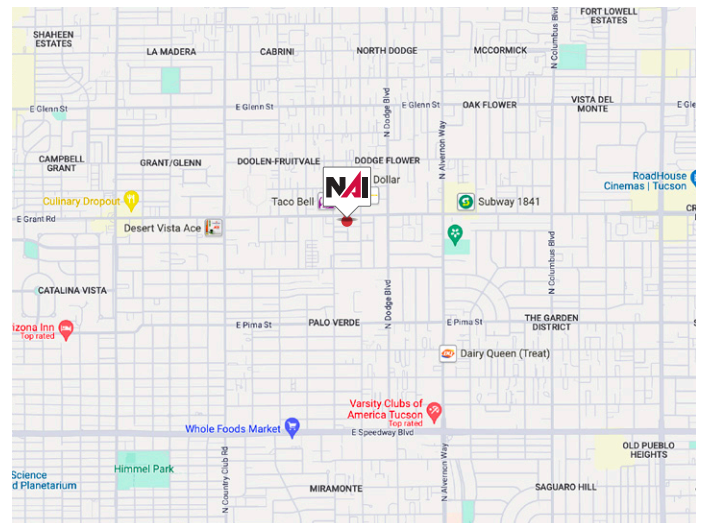 FORT LOWELL
ESTATES
SHAHEEN
ESTATES
LA MADERA
CABRINI
NORTH DODGE
MCCORMICK
N Columbus Blvd
E Glenn St
E Glenn St
N Dodge Blvd
E Glenn St
OAK FLOWER
VISTA DEL
MONTE
E Gle
N Alvernon Way
CAMPBELL
GRANT
GRANT/GLENN
DOOLEN-FRUITVALE
DODGE FLOWER
Dollar
NAI
RoadHouse
Cinemas | Tucson
Culinary Dropout
Taco Bell
Subway 1841
CR
E Grant Rd
Desert Vista Ace
N Columbus Blvd
CATALINA VISTA
N Dodge Blvd
izona Inn
Top rated
E Pima St
PALO VERDE
E Pima St
THE GARDEN
DISTRICT
S
Dairy Queen (Treat)
Varsity Clubs of
America Tucson
Top rated
Whole Foods Market
E Speedway Blvd
OLD PUEBLO
HEIGHTS
N Country Club Rd
N Alvernon Way
Himmel Park
Science
d Planetarium
MIRAMONTE
SAGUARO HILL